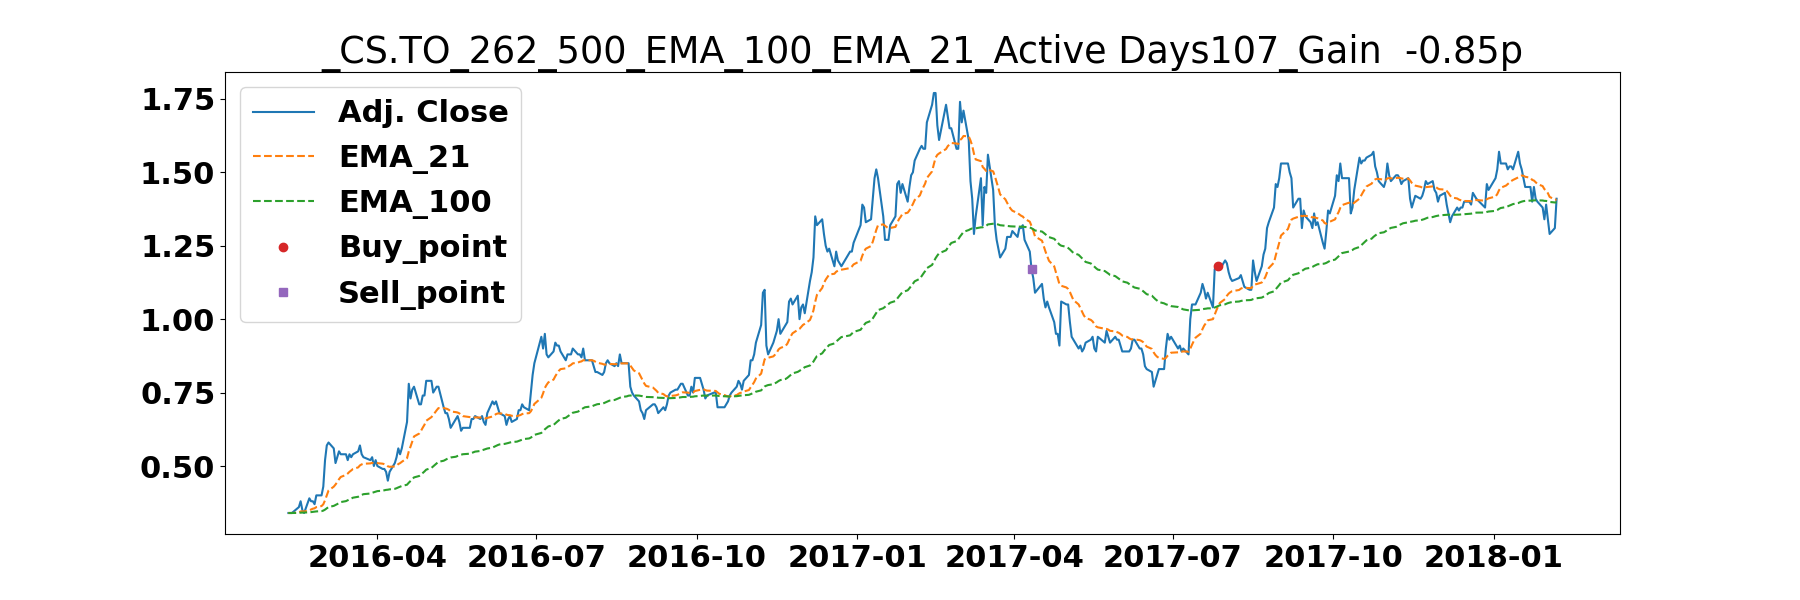 _CS.TO_262_500_EMA_100_EMA_21_Active Days107_Gain  -0.85p
1.75
1.50
1.25
1.00
0.75
0.50
Adj. Close
EMA_21
EMA_100
Buy_point
Sell_point
2016-04 2016-07 2016-10 2017-01 2017-04 2017-07 2017-10 2018-01